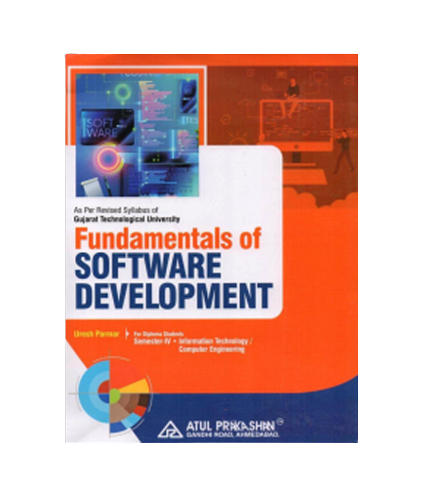 SOFT
WARE
As Per Revised Syllabus of
Gujarat Technological University
Fundamentals of
SOFTWARE
DEVELOPMENT
Uresh Parmar
For Diploma Students
Semester-IV • Information Technology /
Computer Engineering
ATUL PRAKASHAN
GANDHI ROAD, AHMEDABAD.